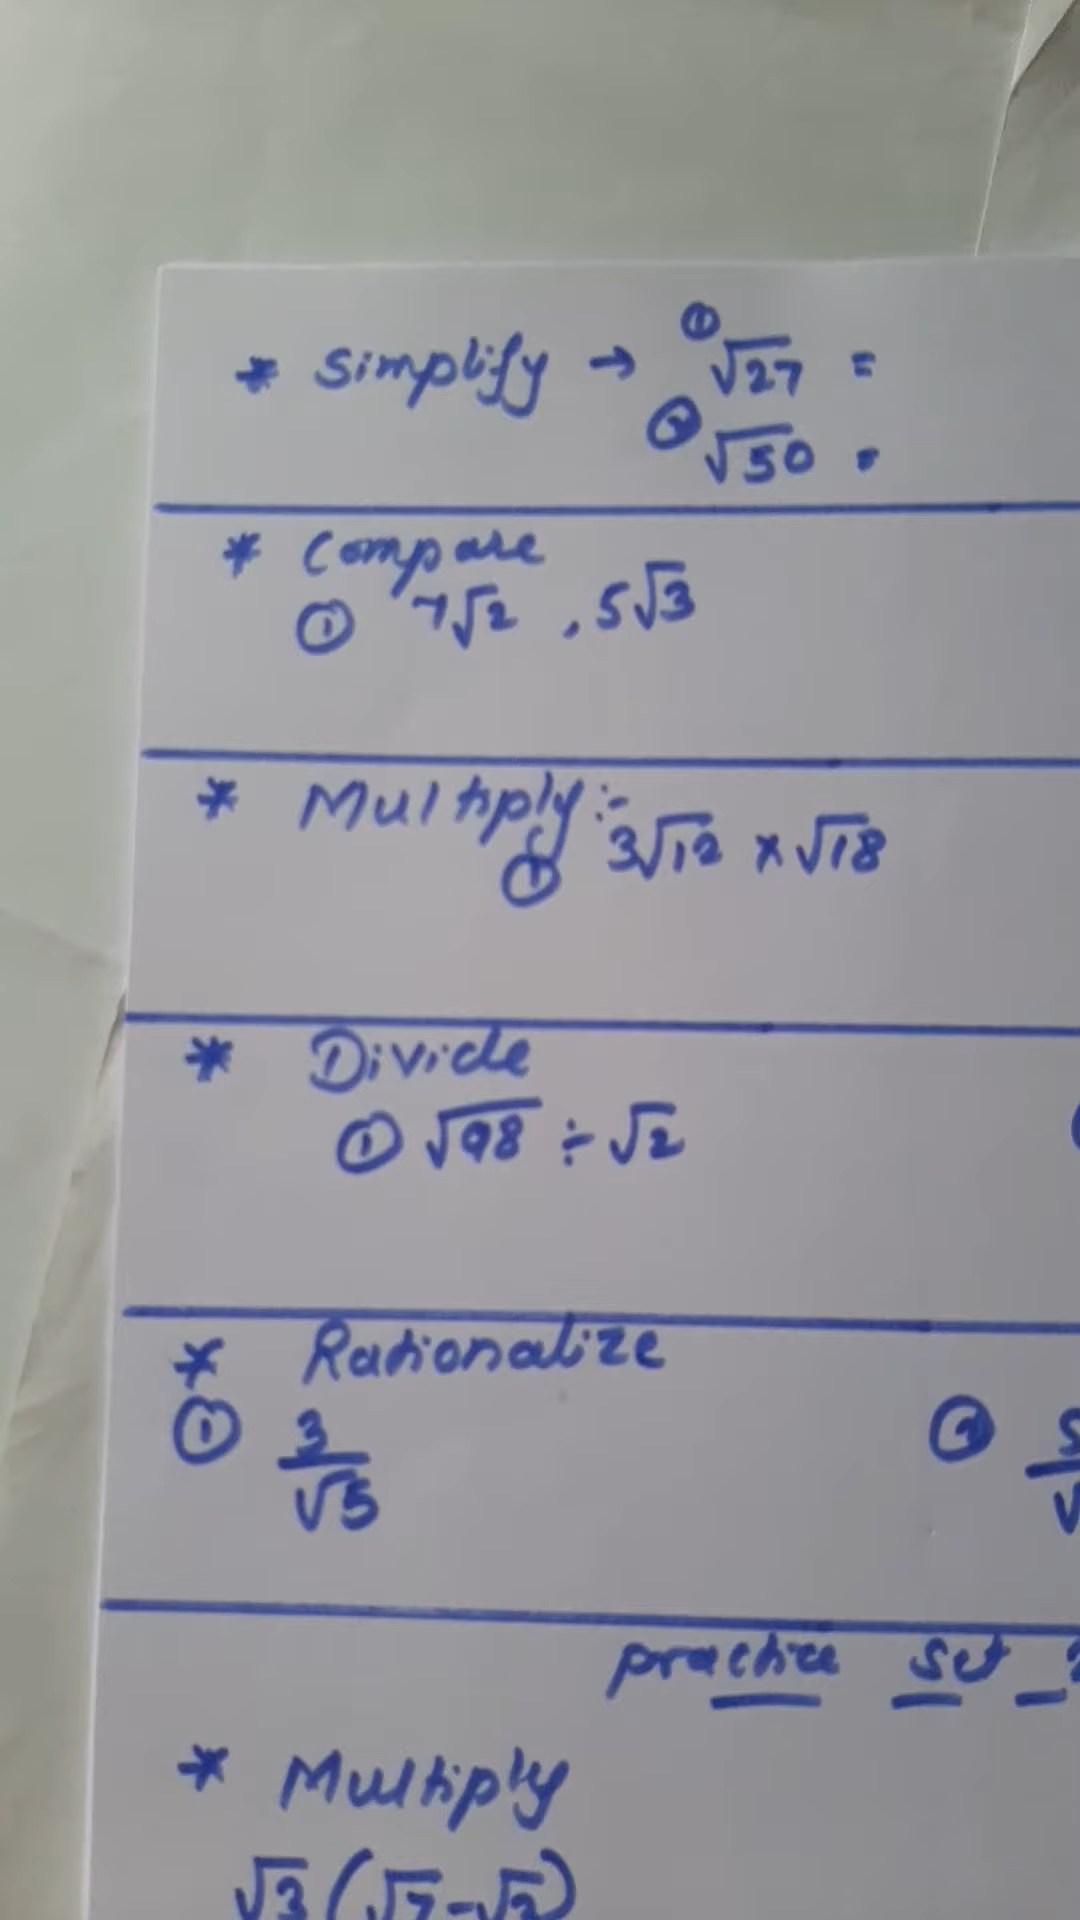 * Simplify → ① √27 =
② √50 =
* Compare
① 7√2 , 5√3
* Multiply :-
① 3√12 × √18
* Divide
① √98 ÷ √2
* Rationalize
① 3/√5 ②
practice set
* Multiply
√3 (√7 - √3)